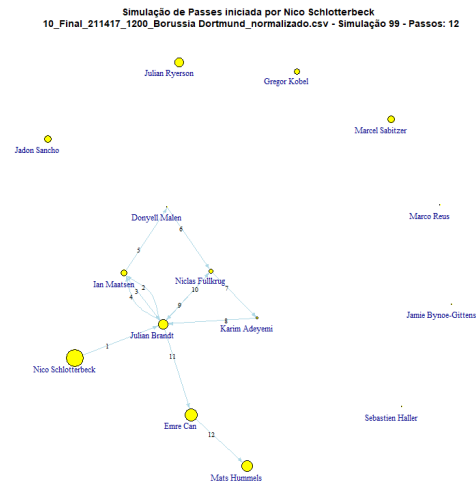 Simulação de Passes iniciada por Nico Schlotterbeck
10_Final_211417_1200_Borussia Dortmund_normalizado.csv - Simulação 99 - Passos: 12
Julian Ryerson
Gregor Kobel
Marcel Sabitzer
Jadon Sancho
Donyell Malen
Marco Reus
6
5
Ian Maatsen
Niclas Fullkrug
2
3
4
10
7
9
Jamie Bynoe-Gittens
8
Karim Adeyemi
Julian Brandt
1
11
Nico Schlotterbeck
Sebastien Haller
Emre Can
12
Mats Hummels